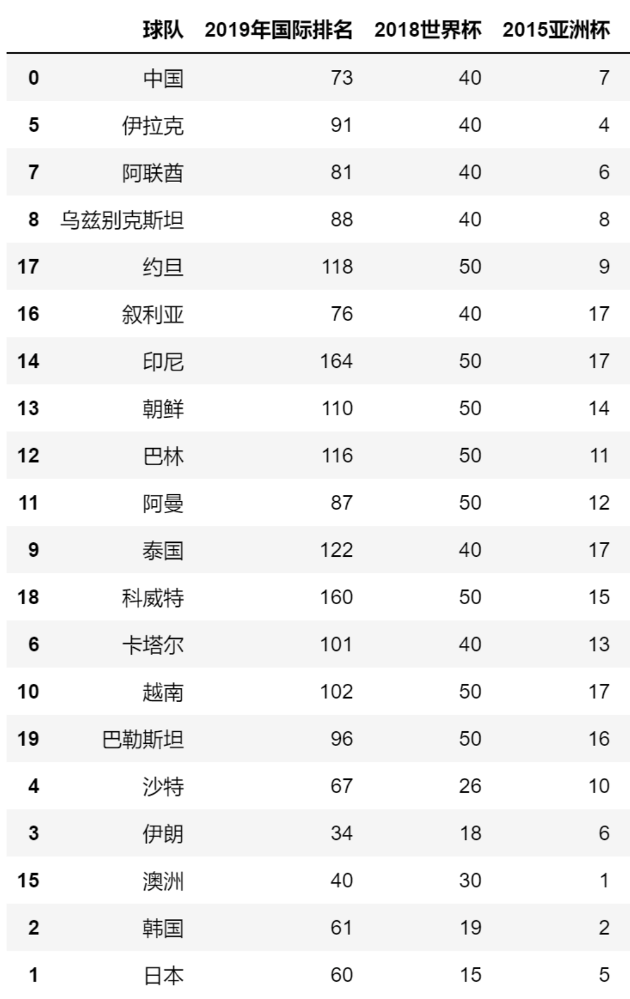 球队 2019年国际排名 2018世界杯 2015亚洲杯
0 中国 73 40 7
5 伊拉克 91 40 4
7 阿联酋 81 40 6
8 乌兹别克斯坦 88 40 8
17 约旦 118 50 9
16 叙利亚 76 40 17
14 印尼 164 50 17
13 朝鲜 110 50 14
12 巴林 116 50 11
11 阿曼 87 50 12
9 泰国 122 40 17
18 科威特 160 50 15
6 卡塔尔 101 40 13
10 越南 102 50 17
19 巴勒斯坦 96 50 16
4 沙特 67 26 10
3 伊朗 34 18 6
15 澳洲 40 30 1
2 韩国 61 19 2
1 日本 60 15 5